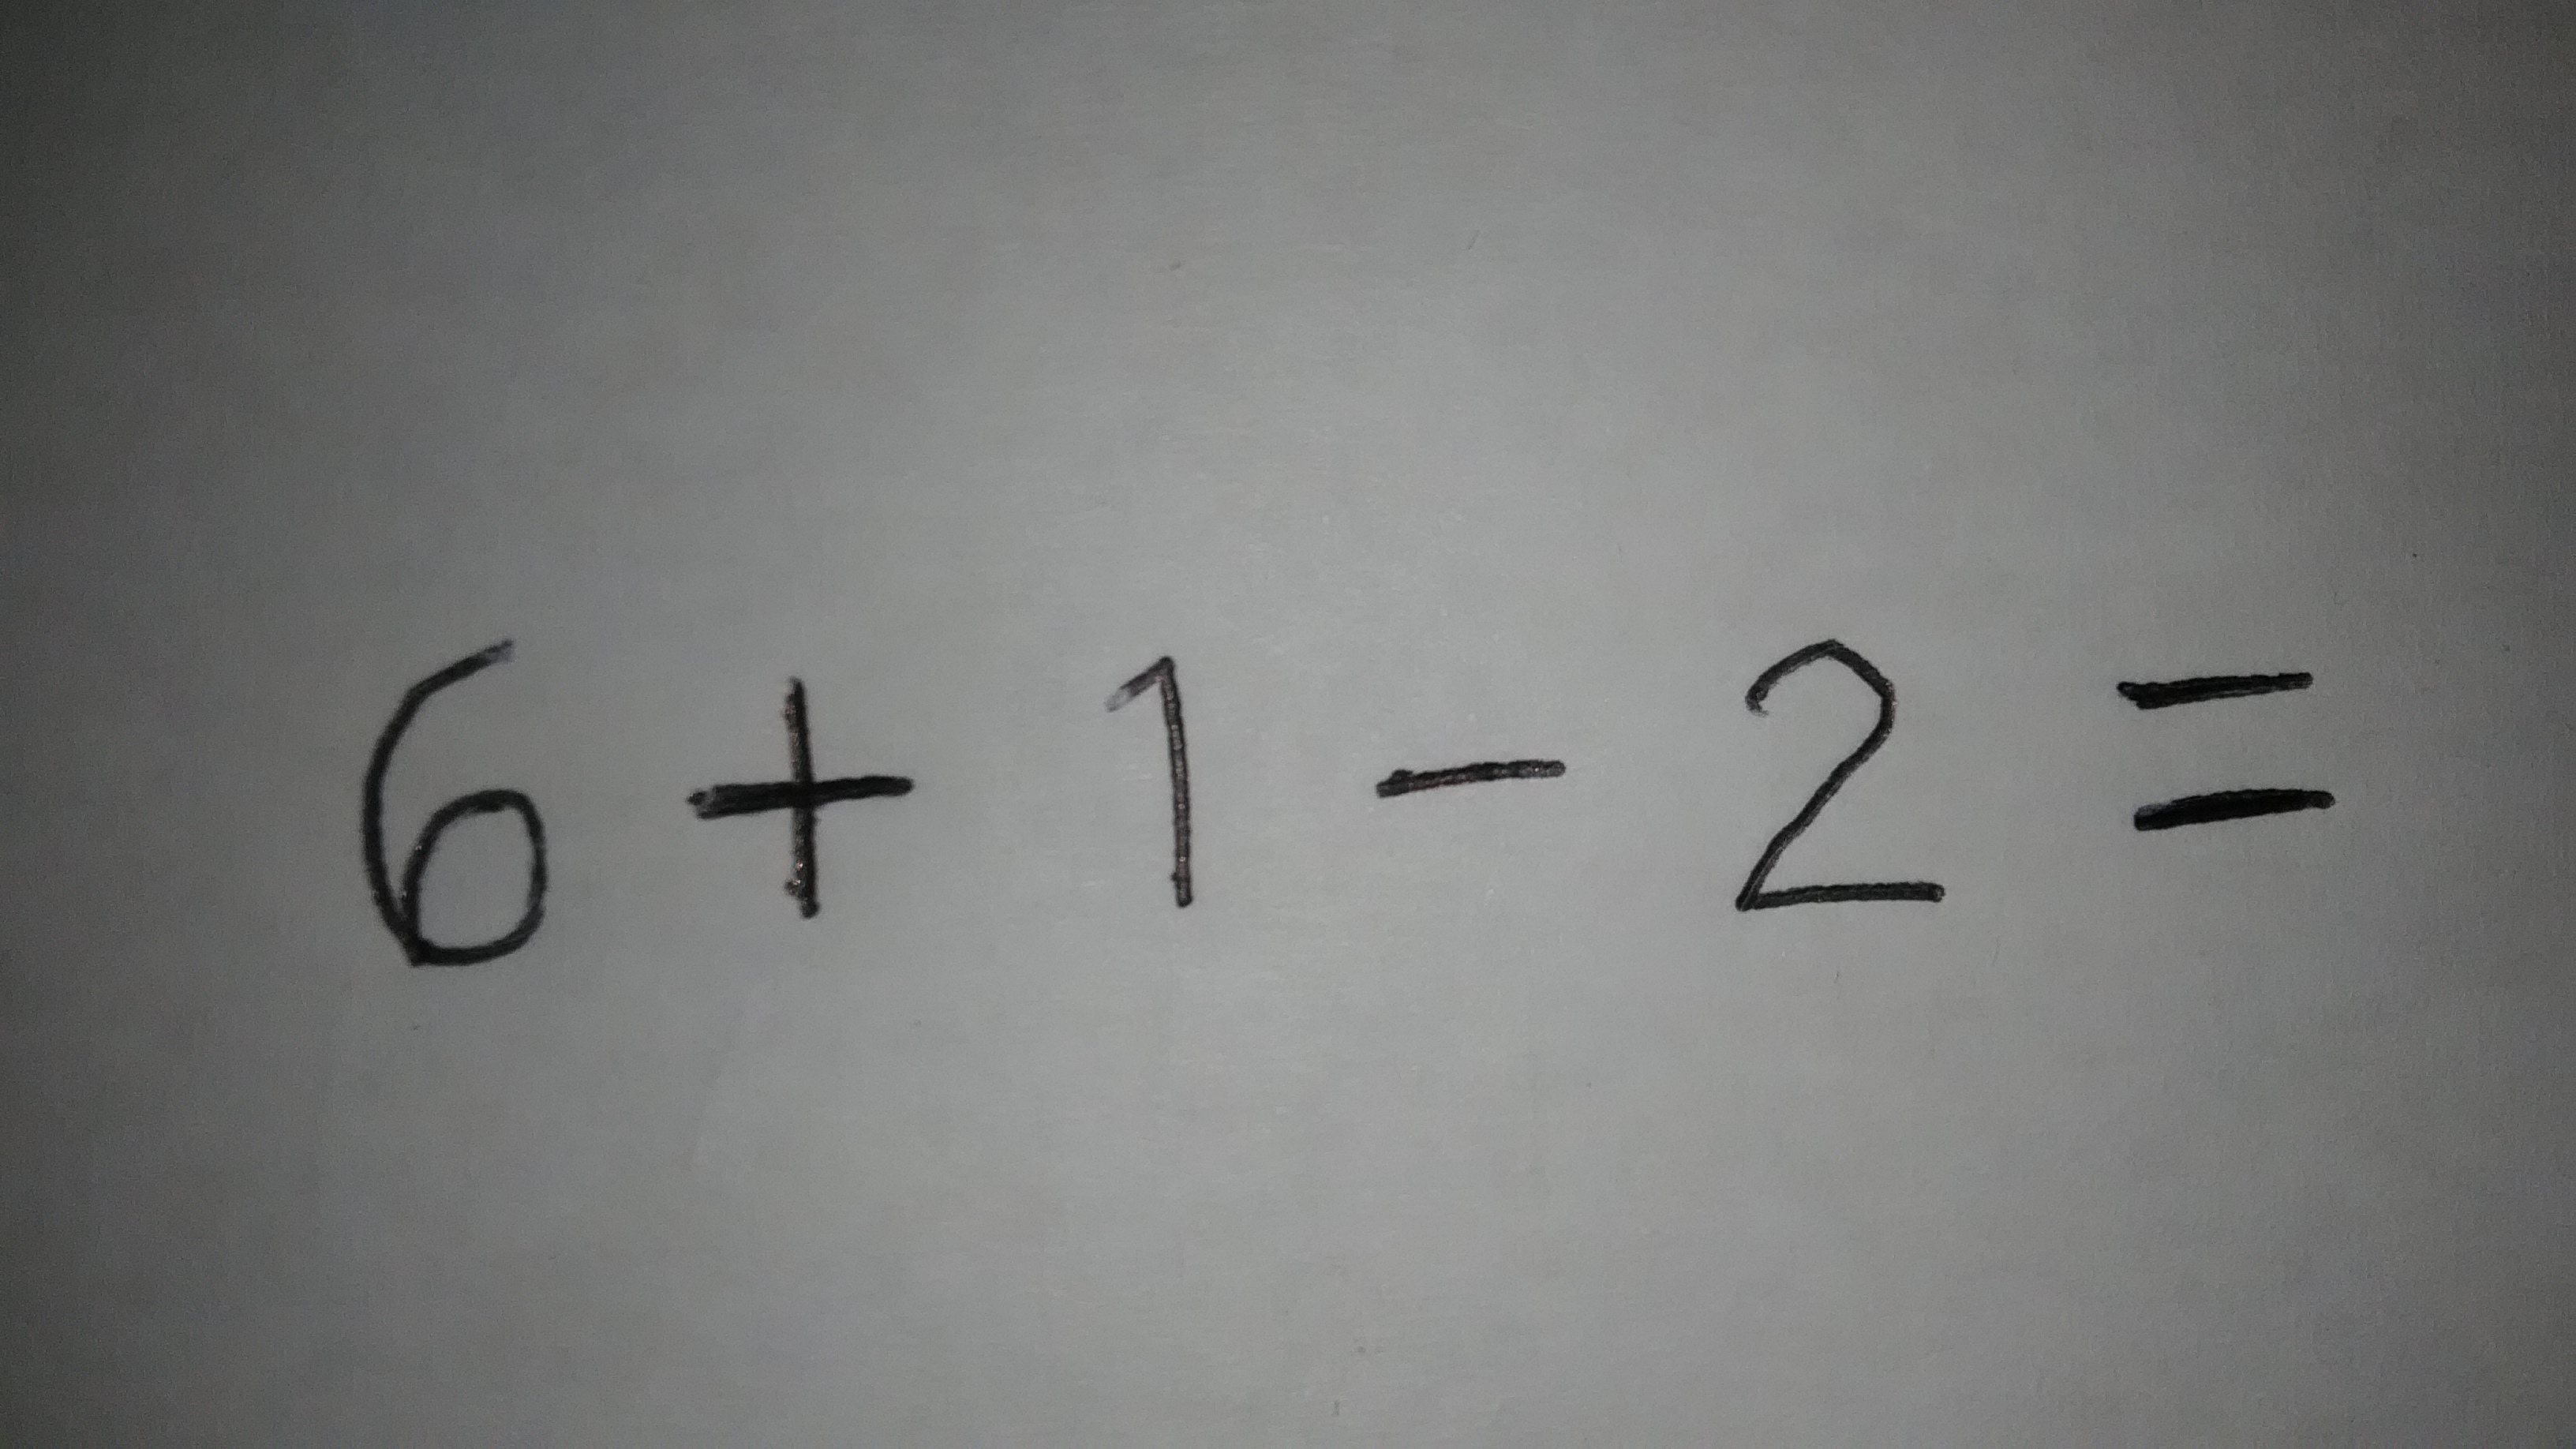 6 + 1 - 2 =